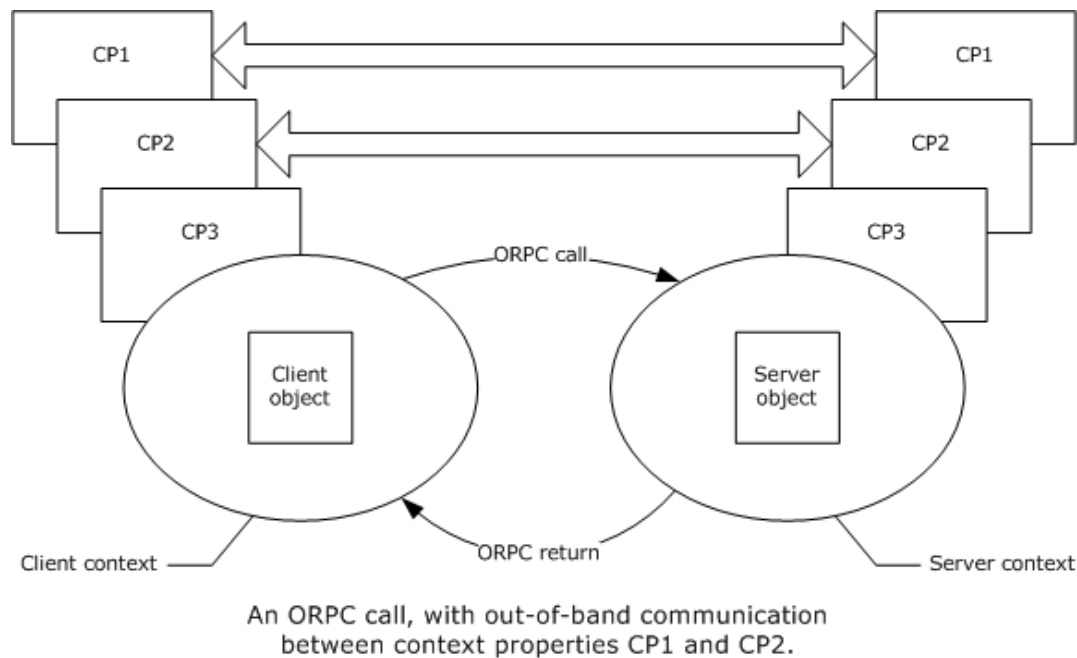 CP1
CP1
CP2
CP2
CP3
CP3
ORPC call
Client
object
Server
object
ORPC return
Client context
Server context
An ORPC call, with out-of-band communication
between context properties CP1 and CP2.